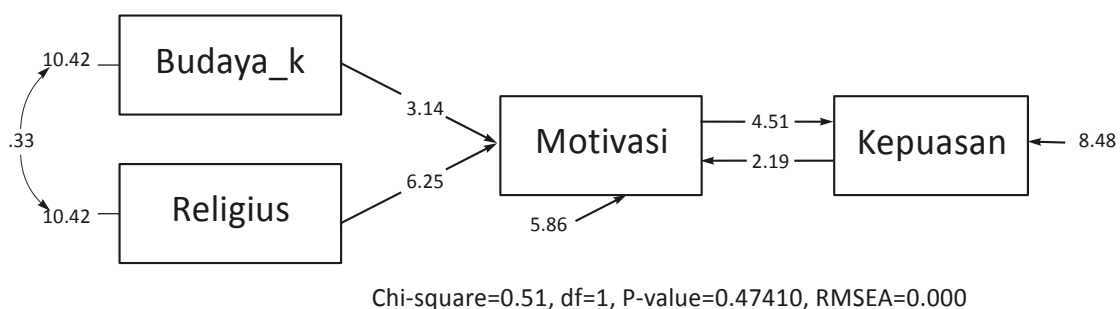 10.42
Budaya_k
3.14
.33
Motivasi
4.51
2.19
Kepuasan
8.48
10.42
Religius
6.25
5.86
Chi-square=0.51, df=1, P-value=0.47410, RMSEA=0.000